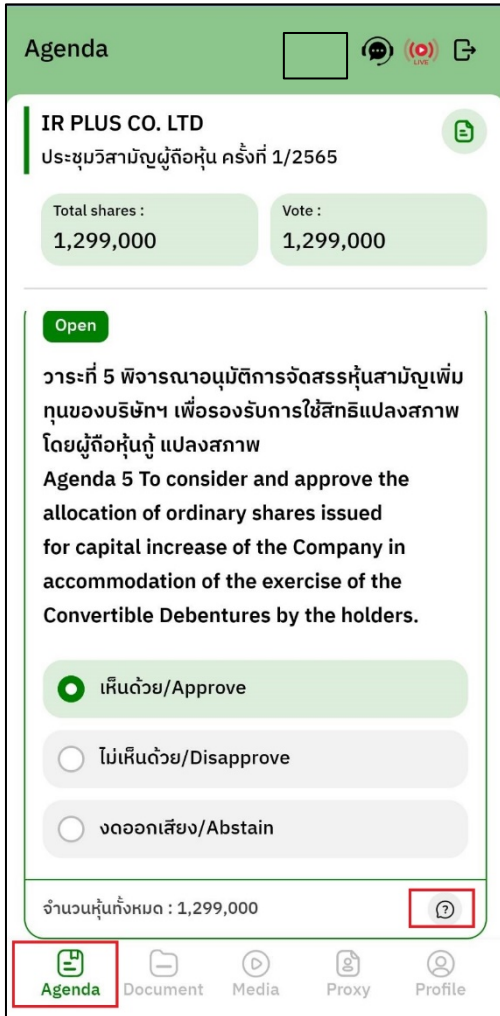 Agenda
LIVE
IR PLUS CO. LTD
ประชุมวิสามัญผู้ถือหุ้น ครั้งที่ 1/2565
Total shares :
1,299,000
Vote :
1,299,000
Open
วาระที่ 5 พิจารณาอนุมัติการจัดสรรหุ้นสามัญเพิ่ม
ทุนของบริษัทฯ เพื่อรองรับการใช้สิทธิแปลงสภาพ
โดยผู้ถือหุ้นกู้ แปลงสภาพ
Agenda 5 To consider and approve the
allocation of ordinary shares issued
for capital increase of the Company in
accommodation of the exercise of the
Convertible Debentures by the holders.
เห็นด้วย/Approve
ไม่เห็นด้วย/Disapprove
งดออกเสียง/Abstain
จำนวนหุ้นทั้งหมด : 1,299,000
Agenda Document Media Proxy Profile